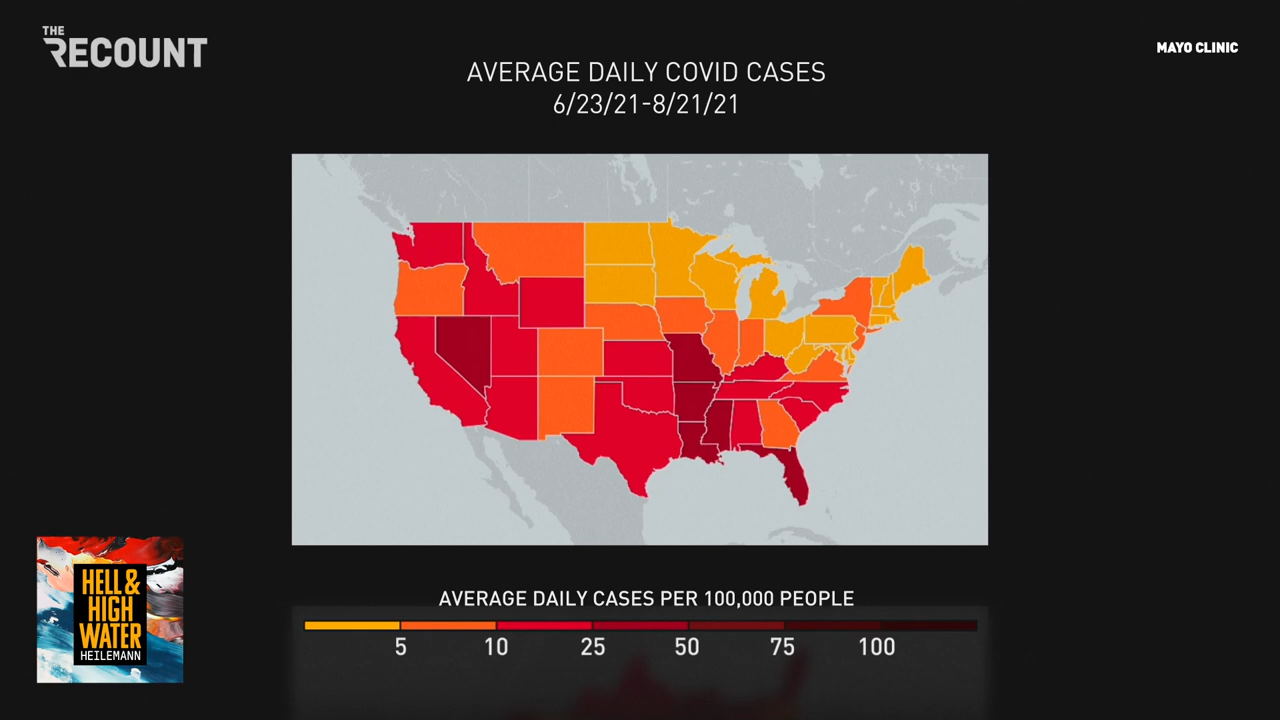 THE
RECOUNT
MAYO CLINIC
AVERAGE DAILY COVID CASES
6/23/21-8/21/21
AVERAGE DAILY CASES PER 100,000 PEOPLE
5 10 25 50 75 100
HELL &
HIGH
WATER
HEILEMANN